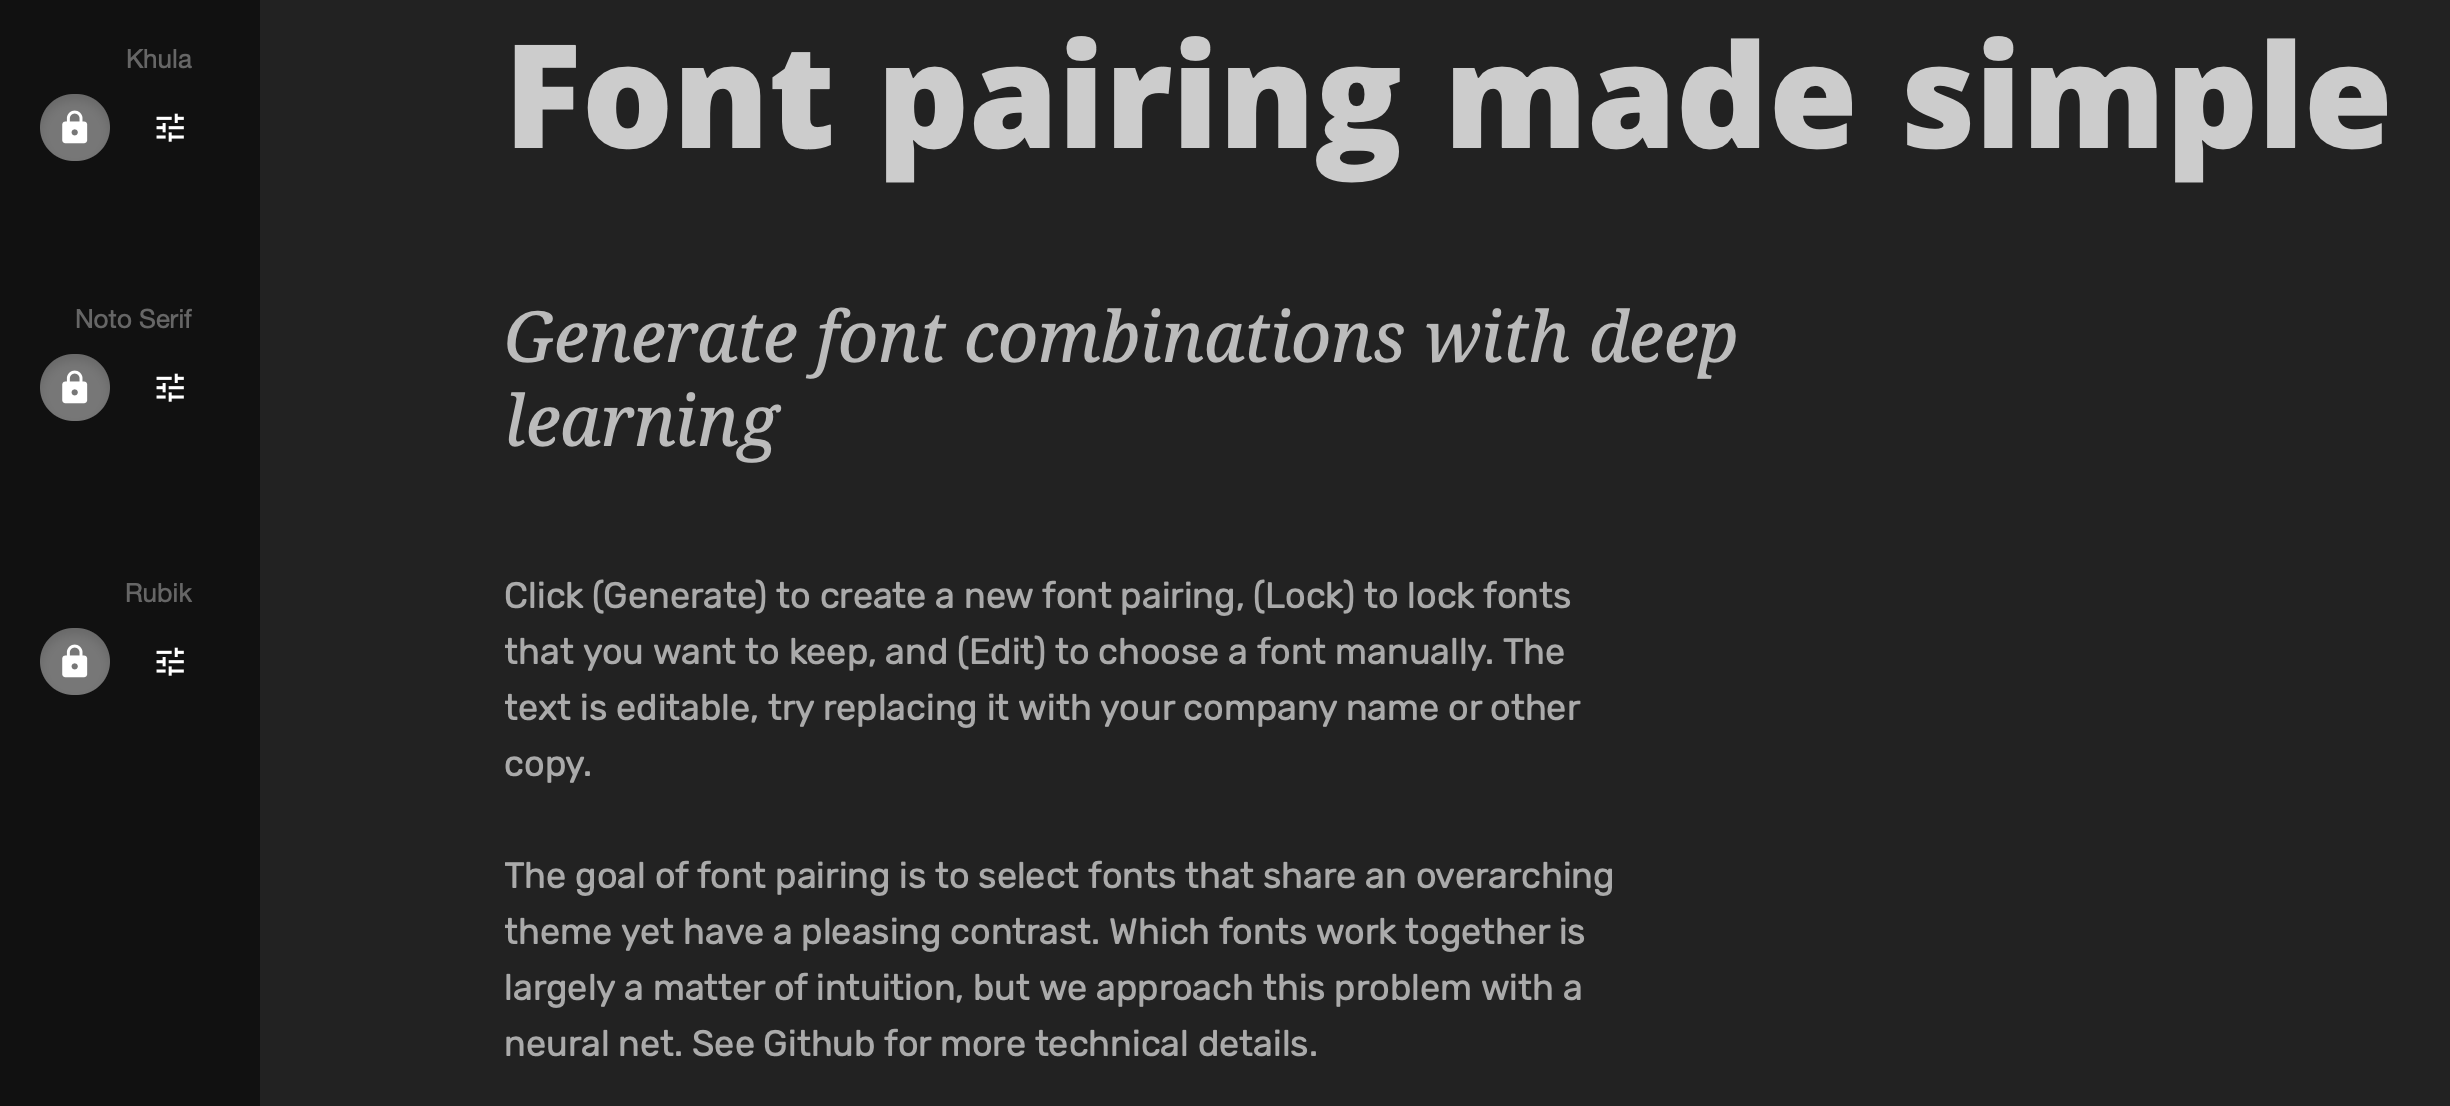 Khula
Font pairing made simple
Noto Serif
Generate font combinations with deep
learning
Rubik
Click (Generate) to create a new font pairing, (Lock) to lock fonts
that you want to keep, and (Edit) to choose a font manually. The
text is editable, try replacing it with your company name or other
copy.
The goal of font pairing is to select fonts that share an overarching
theme yet have a pleasing contrast. Which fonts work together is
largely a matter of intuition, but we approach this problem with a
neural net. See Github for more technical details.